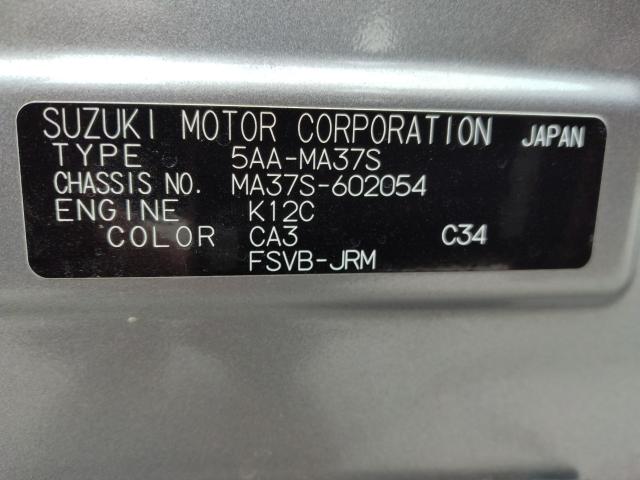 SUZUKI MOTOR CORPORATION JAPAN
TYPE 5AA-MA37S
CHASSIS NO. MA37S-602054
ENGINE K12C
COLOR CA3 C34
FSVB-JRM